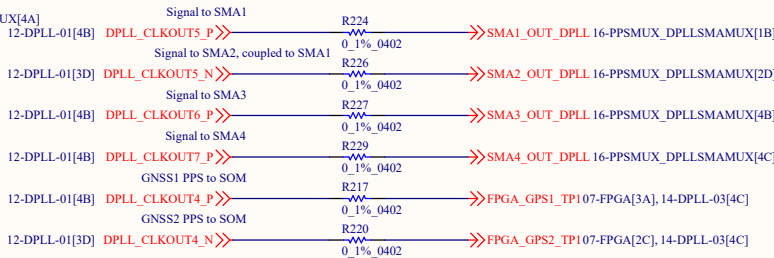 Signal to SMA1
UX[4A]
R224
12-DPLL-01[4B] DPLL_CLKOUT5_P SMA1_OUT_DPLL 16-PPSMUX_DPLLSMAMUX[1B]
0_1%_0402
Signal to SMA2, coupled to SMA1
R226
12-DPLL-01[3D] DPLL_CLKOUT5_N SMA2_OUT_DPLL 16-PPSMUX_DPLLSMAMUX[2D]
0_1%_0402
Signal to SMA3
R227
12-DPLL-01[4B] DPLL_CLKOUT6_P SMA3_OUT_DPLL 16-PPSMUX_DPLLSMAMUX[4B]
0_1%_0402
Signal to SMA4
R229
12-DPLL-01[4B] DPLL_CLKOUT7_P SMA4_OUT_DPLL 16-PPSMUX_DPLLSMAMUX[4C]
0_1%_0402
GNSS1 PPS to SOM
R217
12-DPLL-01[4B] DPLL_CLKOUT4_P FPGA_GPS1_TP1 07-FPGA[3A], 14-DPLL-03[4C]
0_1%_0402
GNSS2 PPS to SOM
R220
12-DPLL-01[3D] DPLL_CLKOUT4_N FPGA_GPS2_TP1 07-FPGA[2C], 14-DPLL-03[4C]
0_1%_0402